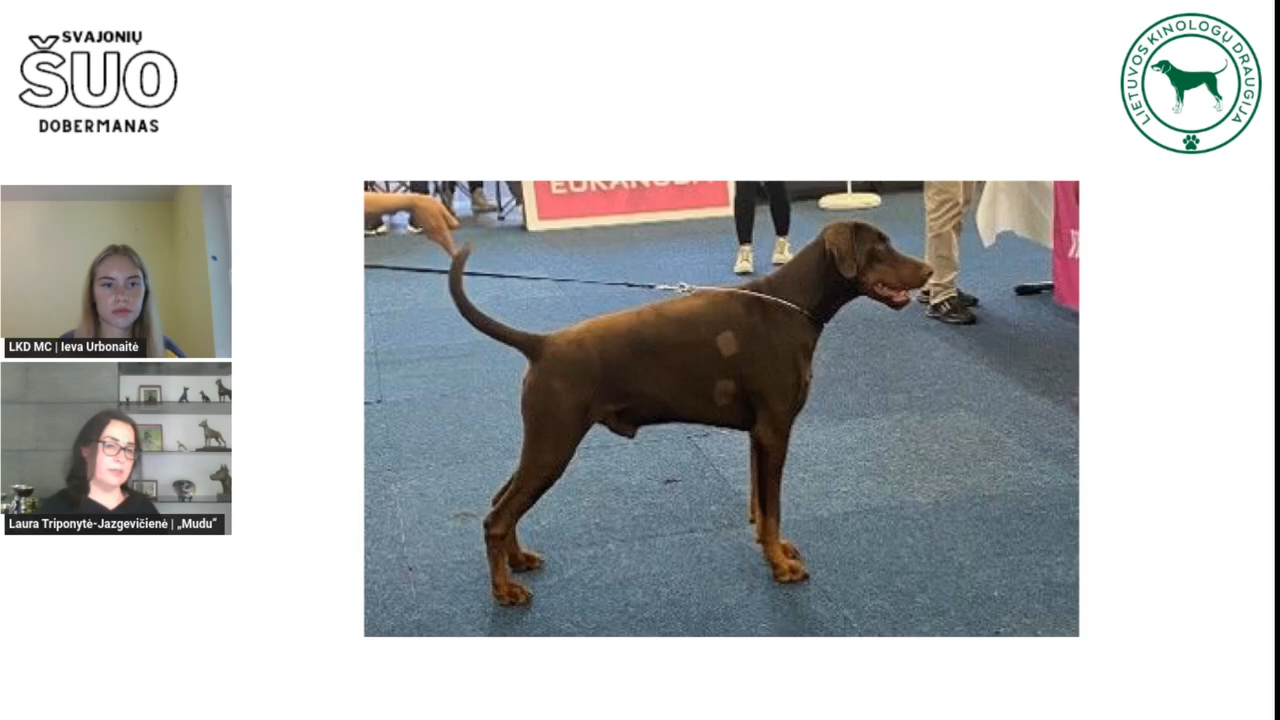 SVAJONIŲ
ŠUO
DOBERMANAS
LIETUVOS KINOLOGŲ DRAUGIJA
LKD MC | Ieva Urbonaitė
Laura Triponytė-Jazgevičienė | „Mudu“